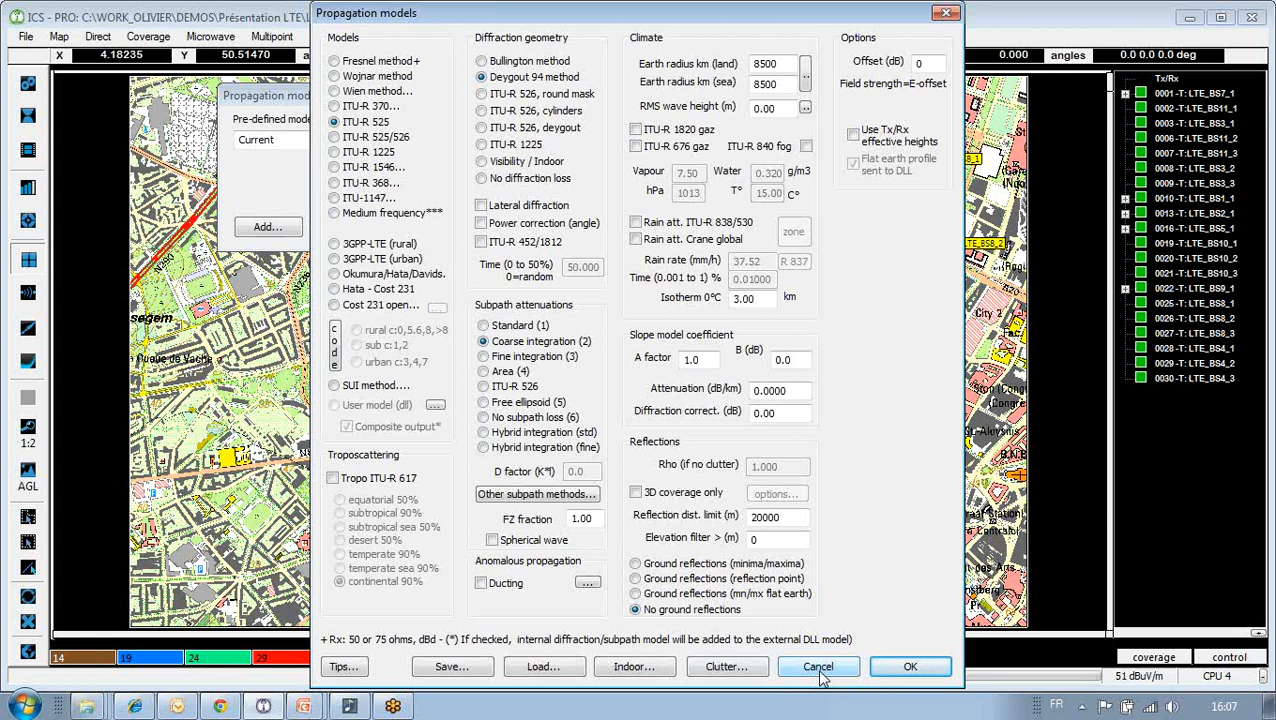 ICS - PRO: C:\WORK_OLIVIER\DEMOS\Présentation LTE\L
File Map Direct Coverage Microwave Multipoint
X 4.18235 Y 50.51470
0.000 angles 0.0 0.0 0.0 deg
Propagation models
Models
Fresnel method+
Wojnar method
Wien method...
ITU-R 370...
ITU-R 525
ITU-R 525/526
ITU-R 1225
ITU-R 1546...
ITU-R 368...
ITU-1147...
Medium frequency***
3GPP-LTE (rural)
3GPP-LTE (urban)
Okumura/Hata/Davids.
Hata - Cost 231
Cost 231 open... ...
code
rural c:0,5.6,8,>8
sub c:1,2
urban c:3,4,7
SUI method....
User model (dll) ...
Composite output*
Troposcattering
Tropo ITU-R 617
equatorial 50%
subtropical 90%
subtropical sea 50%
desert 50%
temperate 90%
temperate sea 90%
continental 90%
Diffraction geometry
Bullington method
Deygout 94 method
ITU-R 526, round mask
ITU-R 526, cylinders
ITU-R 526, deygout
ITU-R 1225
Visibility / Indoor
No diffraction loss
Lateral diffraction
Power correction (angle)
ITU-R 452/1812
Time (0 to 50%)
0=random
50.000
Subpath attenuations
Standard (1)
Coarse integration (2)
Fine integration (3)
Area (4)
ITU-R 526
Free ellipsoid (5)
No subpath loss (6)
Hybrid integration (std)
Hybrid integration (fine)
D factor (K*l) 0.0
Other subpath methods...
FZ fraction 1.00
Spherical wave
Anomalous propagation
Ducting ...
Climate
Earth radius km (land) 8500
Earth radius km (sea) 8500
..
RMS wave height (m) 0.00 ..
ITU-R 1820 gaz
ITU-R 676 gaz ITU-R 840 fog
Vapour 7.50 Water 0.320 g/m3
hPa 1013 T° 15.00 C°
Rain att. ITU-R 838/530
Rain att. Crane global
zone
Rain rate (mm/h) 37.52 R 837
Time (0.001 to 1) % 0.01000
Isotherm 0°C 3.00 km
Slope model coefficient
A factor 1.0 B (dB) 0.0
Attenuation (dB/km) 0.0000
Diffraction correct. (dB) 0.00
Reflections
Rho (if no clutter) 1.000
3D coverage only options...
Reflection dist. limit (m) 20000
Elevation filter > (m) 0
Ground reflections (minima/maxima)
Ground reflections (reflection point)
Ground reflections (mn/mx flat earth)
No ground reflections
Options
Offset (dB) 0
Field strength=E-offset
Use Tx/Rx
effective heights
Flat earth profile
sent to DLL
+ Rx: 50 or 75 ohms, dBd - (*) If checked, internal diffraction/subpath model will be added to the external DLL model)
Tips... Save... Load... Indoor... Clutter... Cancel OK
Propagation mod
Pre-defined mode
Current
Add...
Tx/Rx
0001 -T: LTE_BS7_1
0002 -T: LTE_BS11_1
0003 -T: LTE_BS3_1
0006 -T: LTE_BS11_2
0007 -T: LTE_BS11_3
0008 -T: LTE_BS3_2
0009 -T: LTE_BS3_3
0010 -T: LTE_BS1_1
0013 -T: LTE_BS2_1
0016 -T: LTE_BS5_1
0019 -T: LTE_BS10_1
0020 -T: LTE_BS10_2
0021 -T: LTE_BS10_3
0022 -T: LTE_BS9_1
0025 -T: LTE_BS8_1
0026 -T: LTE_BS8_2
0027 -T: LTE_BS8_3
0028 -T: LTE_BS4_1
0029 -T: LTE_BS4_2
0030 -T: LTE_BS4_3
LTE_BS8_2
City 2
1:2
AGL
14 19 24 29
coverage control
51 dBuV/m CPU 4
FR 16:07